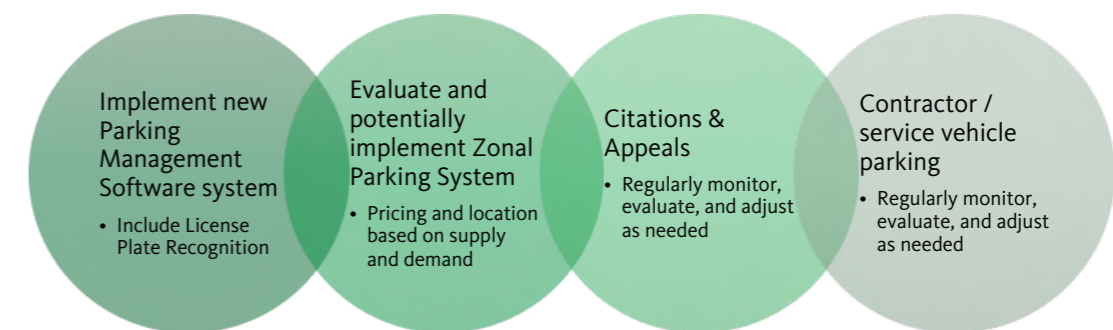 Implement new
Parking
Management
Software system
• Include License
Plate Recognition
Evaluate and
potentially
implement Zonal
Parking System
• Pricing and location
based on supply
and demand
Citations &
Appeals
• Regularly monitor,
evaluate, and adjust
as needed
Contractor /
service vehicle
parking
• Regularly monitor,
evaluate, and adjust
as needed